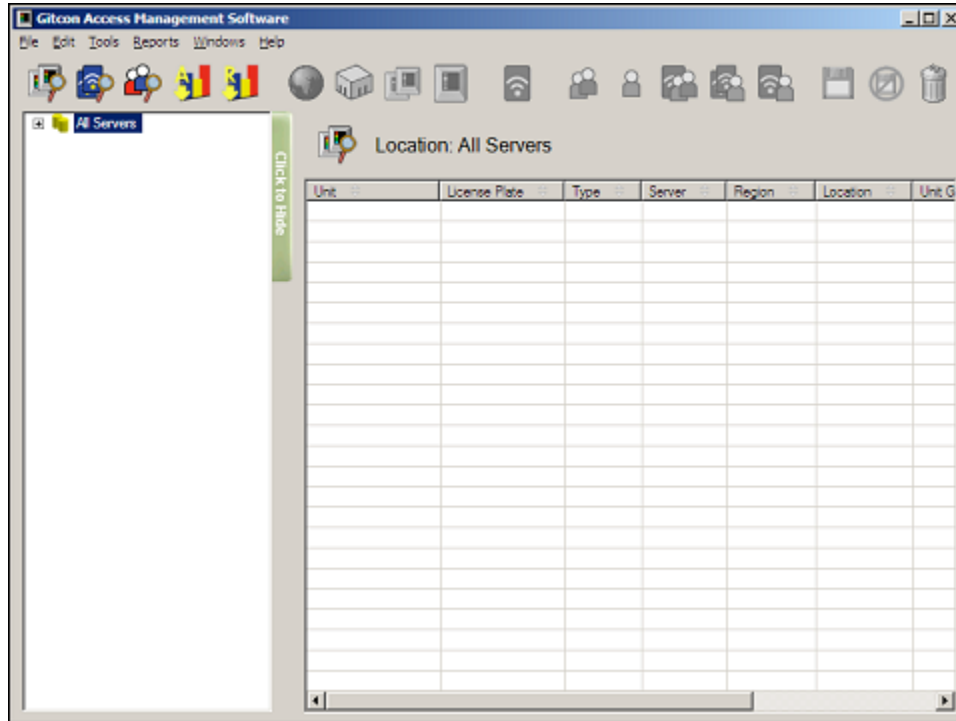 Gitcon Access Management Software
File Edit Tools Reports Windows Help
All Servers
Click to Hide
Location: All Servers
Unit License Plate Type Server Region Location Unit G